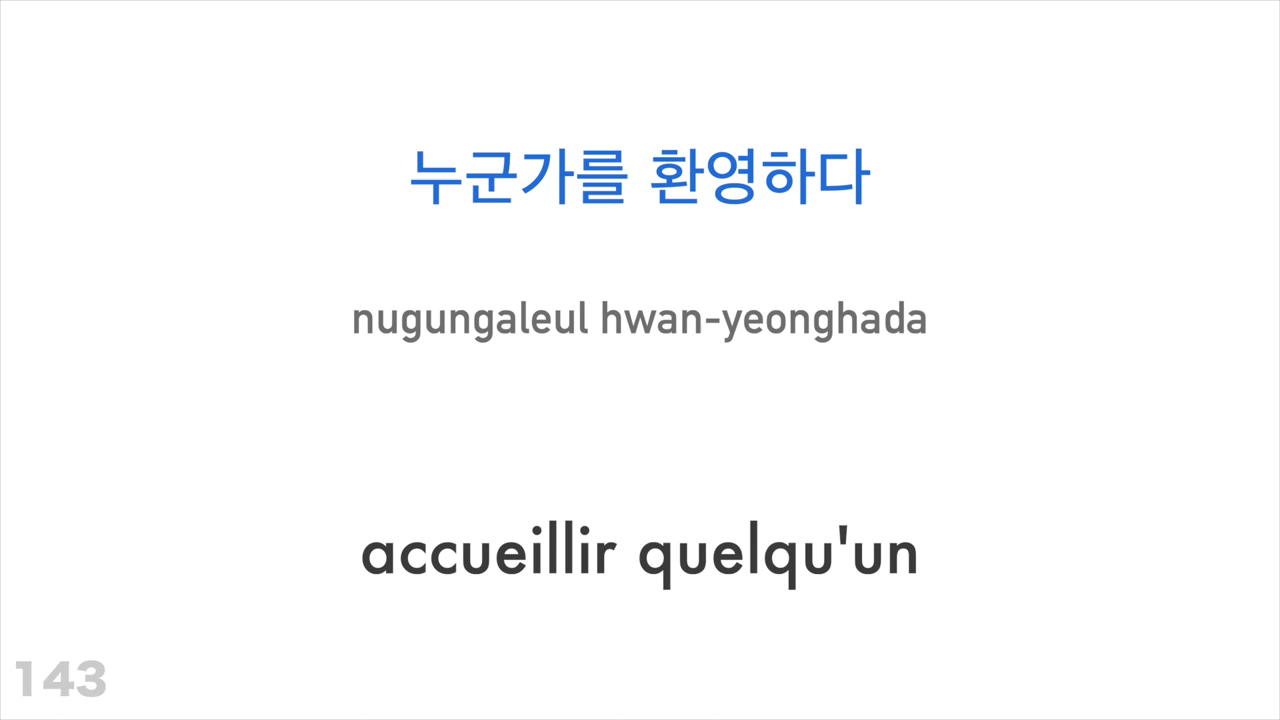 누군가를 환영하다
nugungaleul hwan-yeonghada
accueillir quelqu'un
143